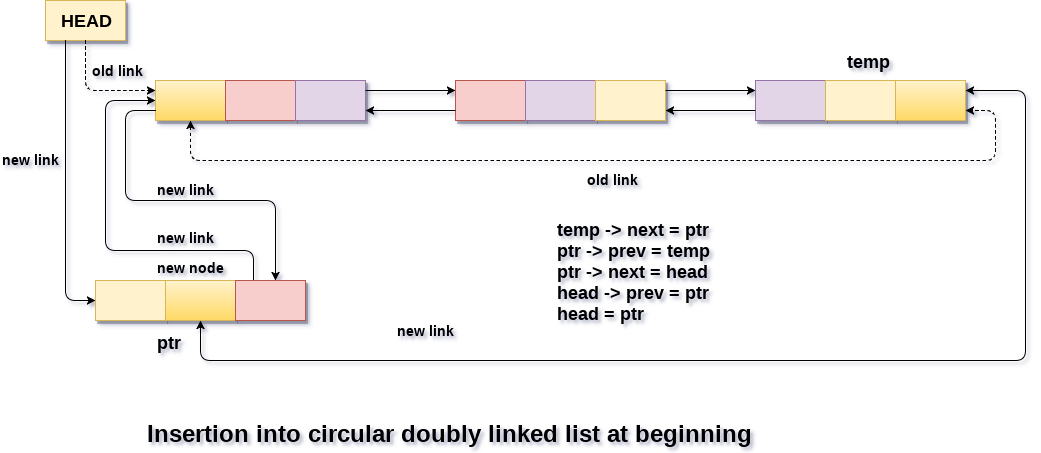 HEAD
old link
temp
new link
old link
new link
new link
new node
temp -> next = ptr
ptr -> prev = temp
ptr -> next = head
head -> prev = ptr
head = ptr
new link
ptr
Insertion into circular doubly linked list at beginning